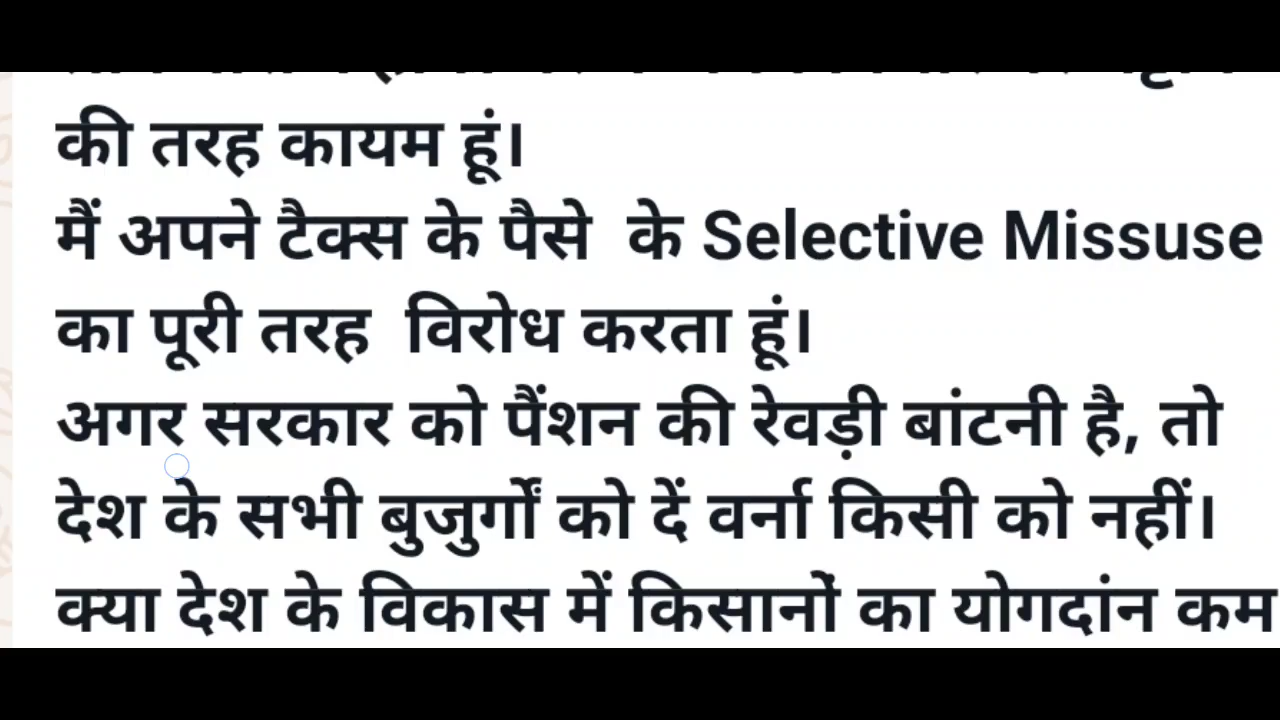 की तरह कायम हूं।
मैं अपने टैक्स के पैसे के Selective Missuse
का पूरी तरह विरोध करता हूं।
अगर सरकार को पैंशन की रेवड़ी बांटनी है, तो
देश के सभी बुजुर्गों को दें वर्ना किसी को नहीं।
क्या देश के विकास में किसानों का योगदांन कम